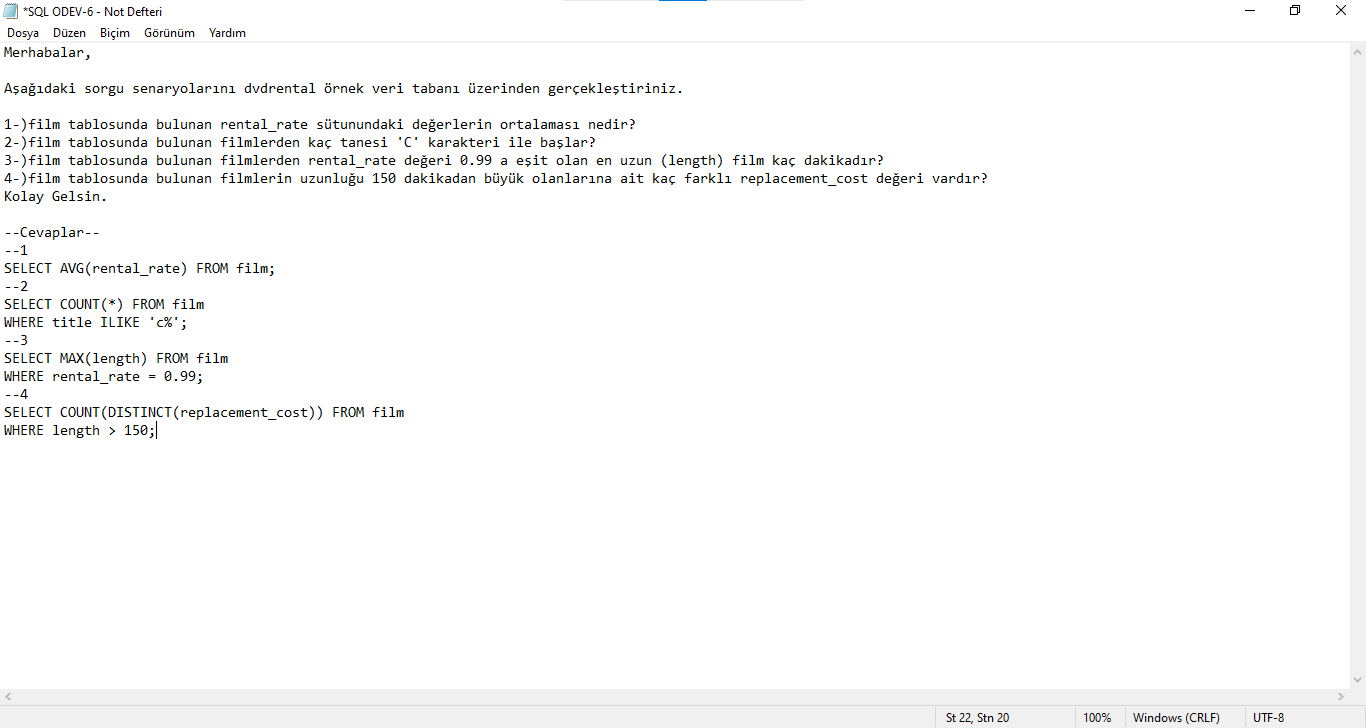 *SQL ODEV-6 - Not Defteri
Dosya Düzen Biçim Görünüm Yardım
Merhabalar,
Aşağıdaki sorgu senaryolarını dvdrental örnek veri tabanı üzerinden gerçekleştiriniz.
1-)film tablosunda bulunan rental_rate sütunundaki değerlerin ortalaması nedir?
2-)film tablosunda bulunan filmlerden kaç tanesi 'C' karakteri ile başlar?
3-)film tablosunda bulunan filmlerden rental_rate değeri 0.99 a eşit olan en uzun (length) film kaç dakikadır?
4-)film tablosunda bulunan filmlerin uzunluğu 150 dakikadan büyük olanlarına ait kaç farklı replacement_cost değeri vardır?
Kolay Gelsin.
--Cevaplar--
--1
SELECT AVG(rental_rate) FROM film;
--2
SELECT COUNT(*) FROM film
WHERE title ILIKE 'c%';
--3
SELECT MAX(length) FROM film
WHERE rental_rate = 0.99;
--4
SELECT COUNT(DISTINCT(replacement_cost)) FROM film
WHERE length > 150;
St 22, Stn 20 100% Windows (CRLF) UTF-8